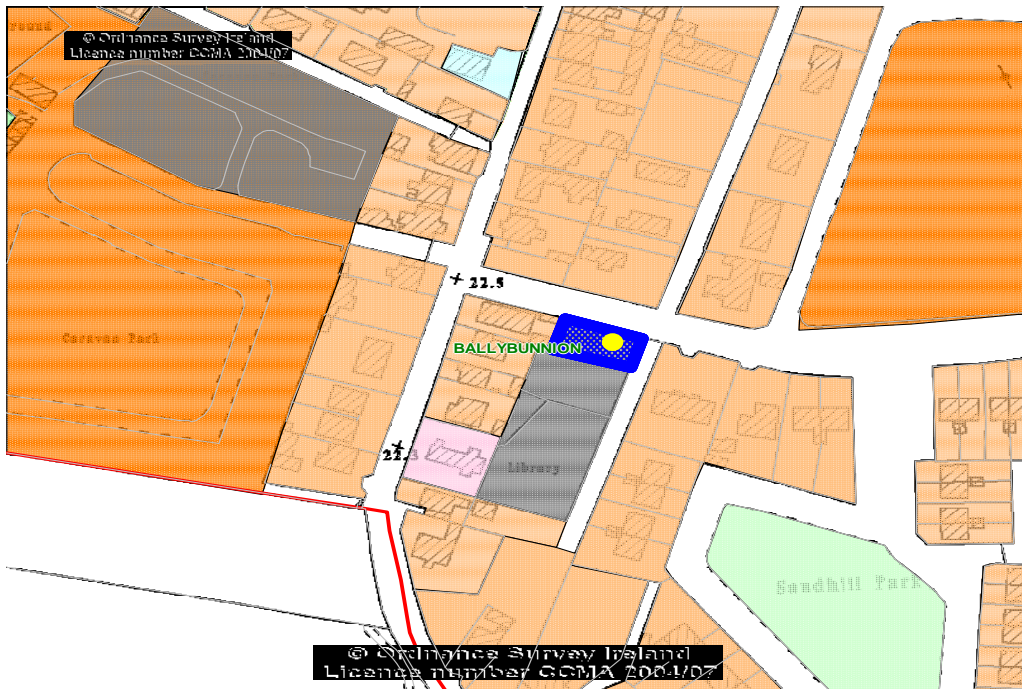 round
© Ordnance Survey Ireland
Licence number CCMA 2004/07
22.5
Caravan Park
BALLYBUNNION
22.3
Library
Sandhill Park
© Ordnance Survey Ireland
Licence number CCMA 2004/07